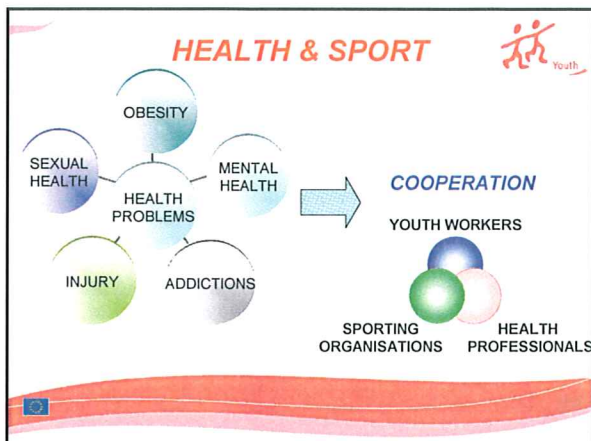 HEALTH & SPORT
Youth
OBESITY
SEXUAL
HEALTH
MENTAL
HEALTH
HEALTH
PROBLEMS
INJURY
ADDICTIONS
COOPERATION
YOUTH WORKERS
SPORTING
ORGANISATIONS
HEALTH
PROFESSIONALS